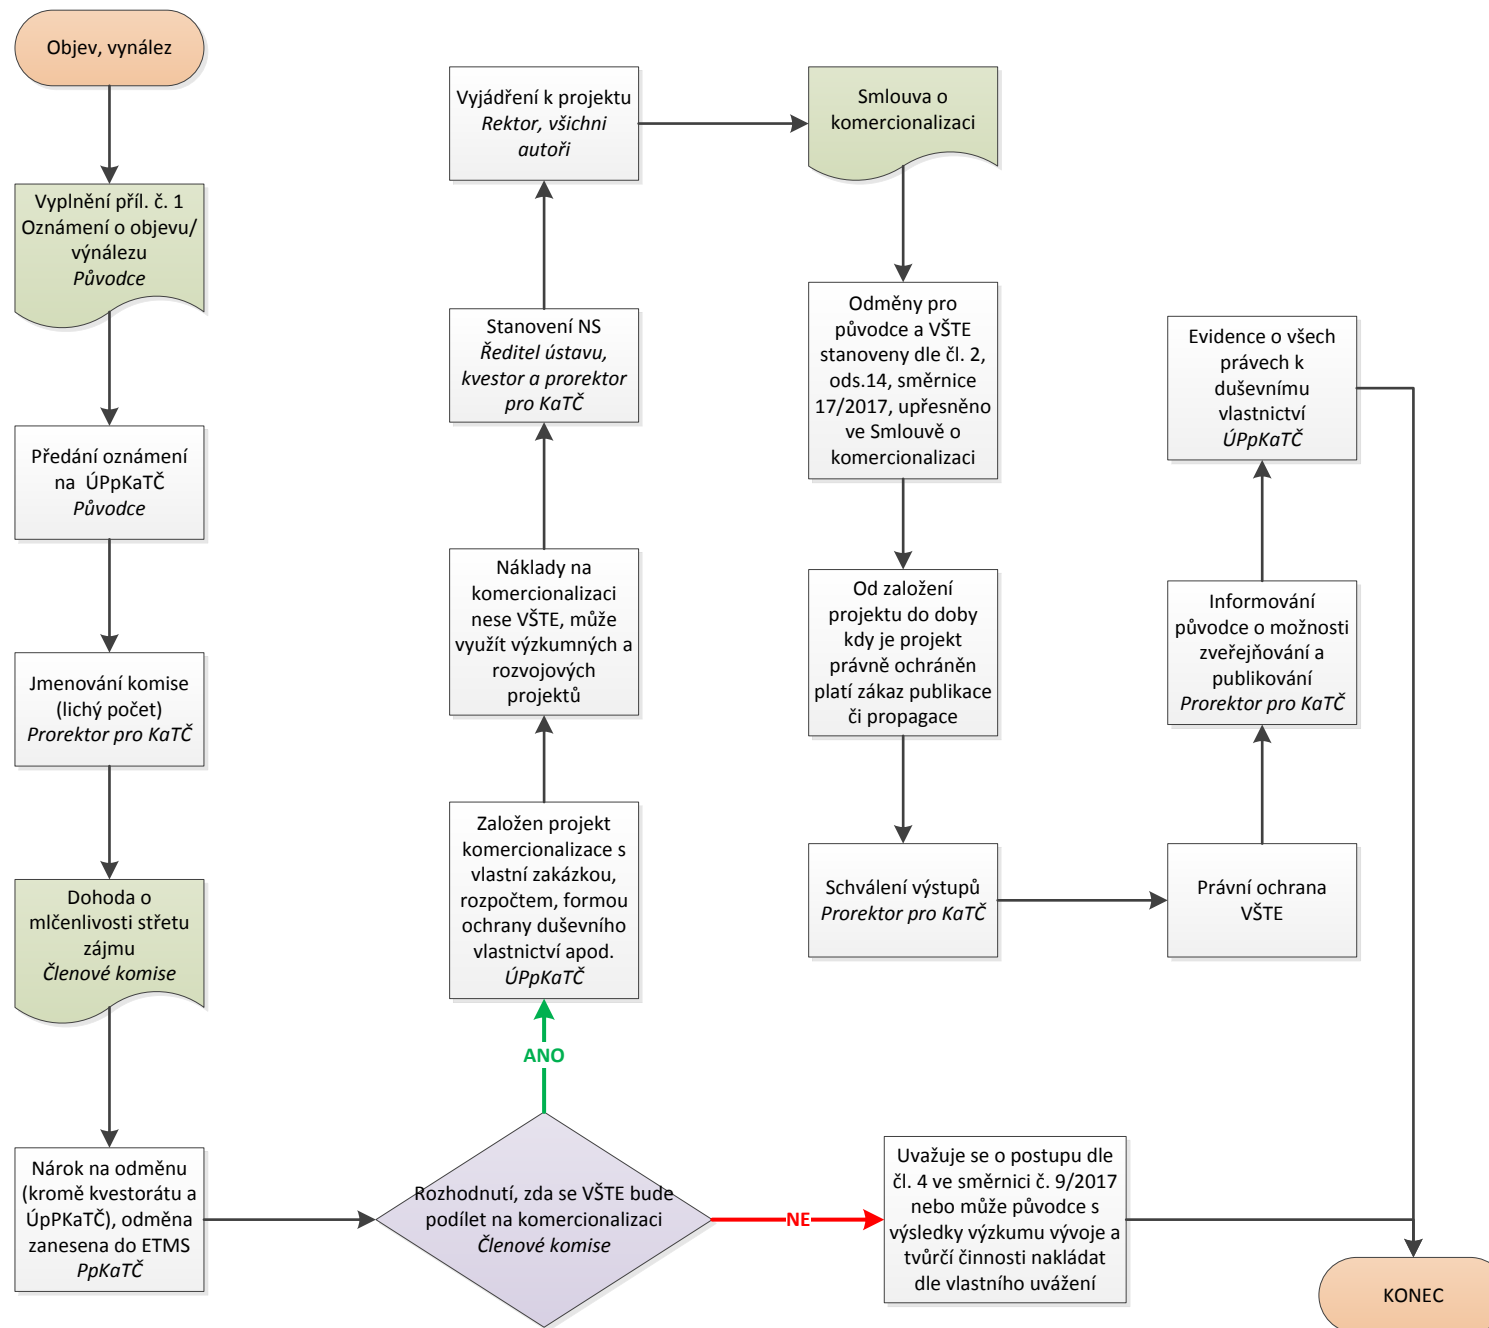 Objev, vynález
Vyplnění příl. č. 1
Oznámení o objevu/
výnálezu
Původce
Předání oznámení
na ÚPpKaTČ
Původce
Jmenování komise
(lichý počet)
Prorektor pro KaTČ
Dohoda o
mlčenlivosti střetu
zájmu
Členové komise
Nárok na odměnu
(kromě kvestorátu a
ÚpPKaTČ), odměna
zanesena do ETMS
PpKaTČ
Rozhodnutí, zda se VŠTE bude
podílet na komercionalizaci
Členové komise
ANO
NE
Založen projekt
komercionalizace s
vlastní zakázkou,
rozpočtem, formou
ochrany duševního
vlastnictví apod.
ÚPpKaTČ
Náklady na
komercionalizaci
nese VŠTE, může
využít výzkumných a
rozvojových
projektů
Stanovení NS
Ředitel ústavu,
kvestor a prorektor
pro KaTČ
Vyjádření k projektu
Rektor, všichni
autoři
Smlouva o
komercionalizaci
Odměny pro
původce a VŠTE
stanoveny dle čl. 2,
ods.14, směrnice
17/2017, upřesněno
ve Smlouvě o
komercionalizaci
Od založení
projektu do doby
kdy je projekt
právně ochráněn
platí zákaz publikace
či propagace
Schválení výstupů
Prorektor pro KaTČ
Právní ochrana
VŠTE
Informování
původce o možnosti
zveřejňování a
publikování
Prorektor pro KaTČ
Evidence o všech
právech k
duševnímu
vlastnictví
ÚPpKaTČ
Uvažuje se o postupu dle
čl. 4 ve směrnici č. 9/2017
nebo může původce s
výsledky výzkumu vývoje a
tvůrčí činnosti nakládat
dle vlastního uvážení
KONEC